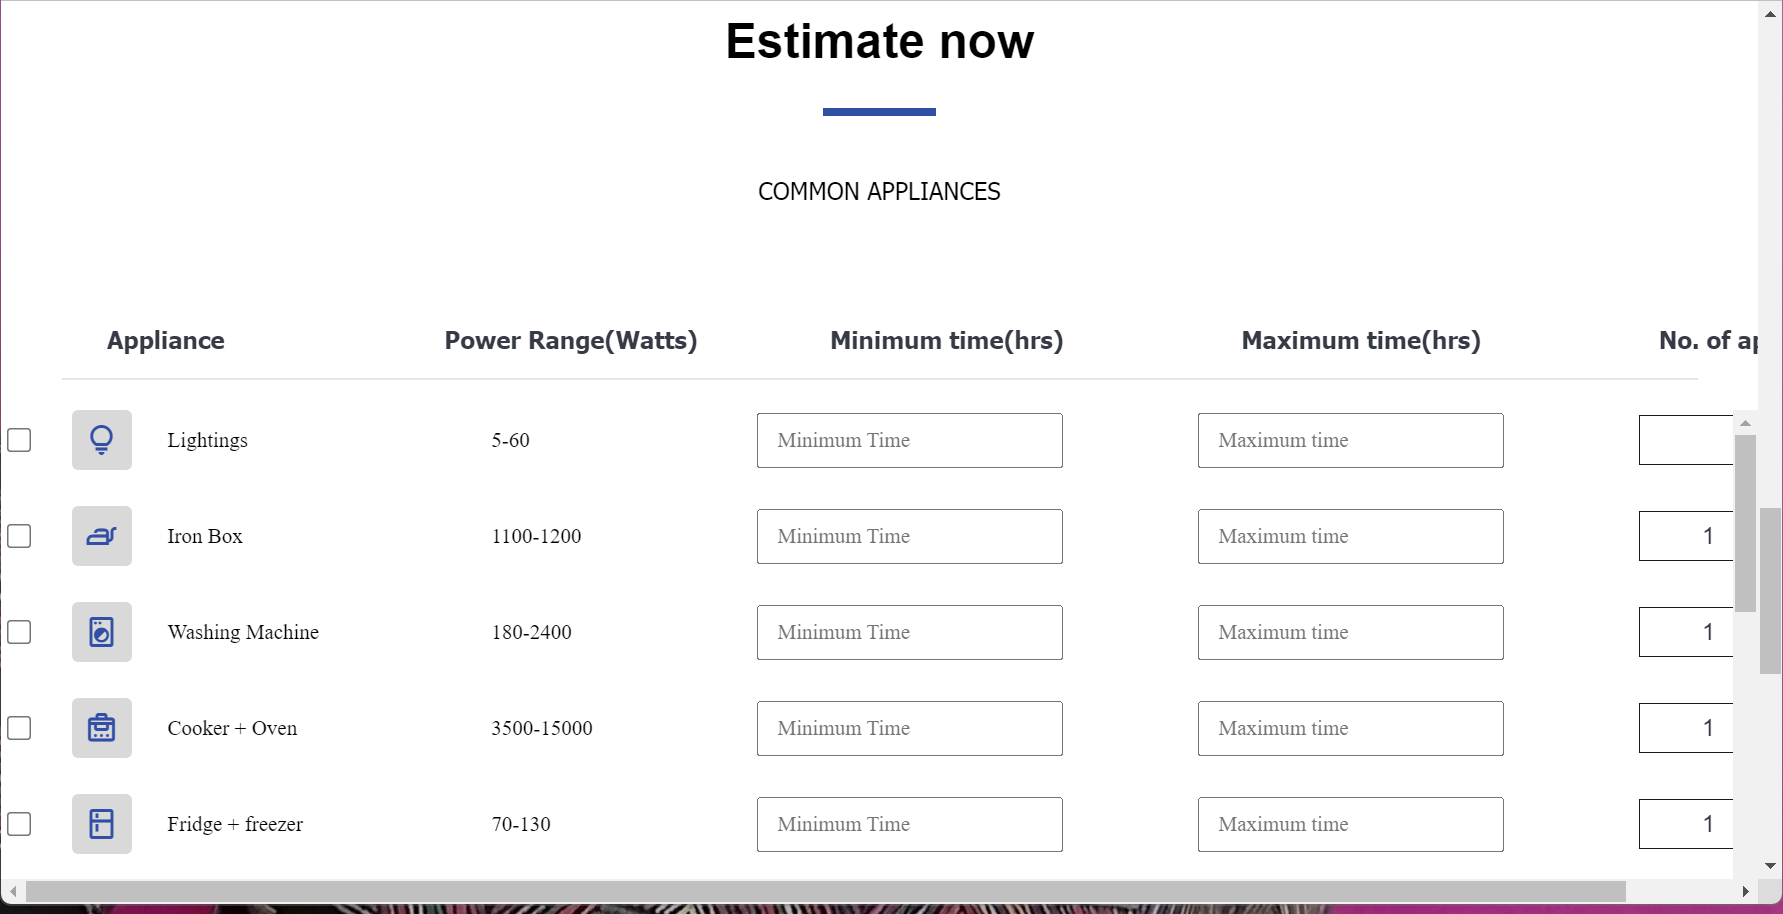 Estimate now
COMMON APPLIANCES
Appliance Power Range(Watts) Minimum time(hrs) Maximum time(hrs) No. of
Lightings 5-60 Minimum Time Maximum time
Iron Box 1100-1200 Minimum Time Maximum time 1
Washing Machine 180-2400 Minimum Time Maximum time 1
Cooker + Oven 3500-15000 Minimum Time Maximum time 1
Fridge + freezer 70-130 Minimum Time Maximum time 1